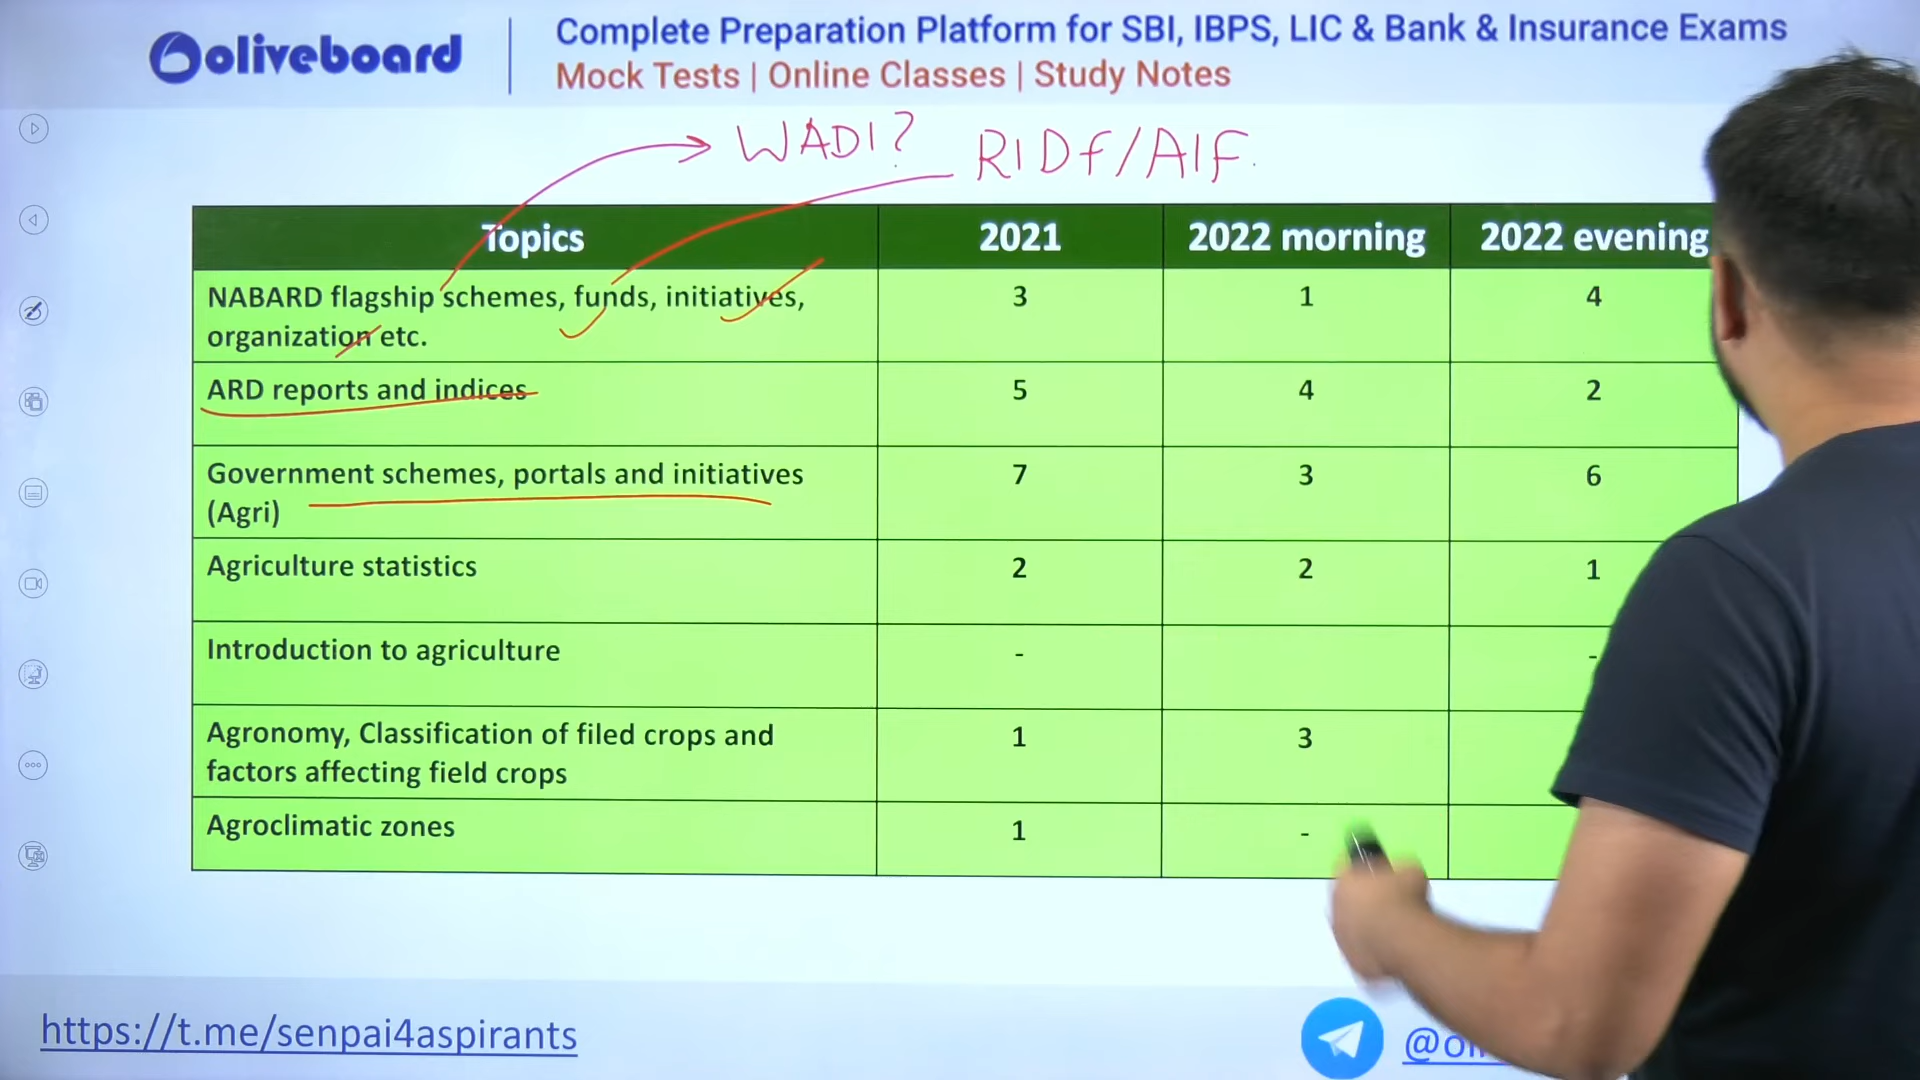 oliveboard
Complete Preparation Platform for SBI, IBPS, LIC & Bank & Insurance Exams
Mock Tests | Online Classes | Study Notes
WADI? RIDF/AIF.
Topics 2021 2022 morning 2022 evening
NABARD flagship schemes, funds, initiatives, 3 1 4
organization etc.
ARD reports and indices 5 4 2
Government schemes, portals and initiatives 7 3 6
(Agri)
Agriculture statistics 2 2 1
Introduction to agriculture - -
Agronomy, Classification of filed crops and 1 3
factors affecting field crops
Agroclimatic zones 1 -
https://t.me/senpai4aspirants